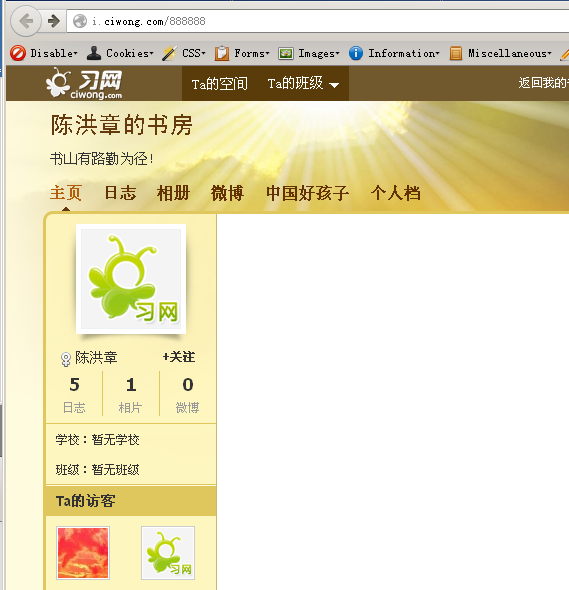 i.ciwong.com/888888
Disable Cookies CSS Forms Images Information Miscellaneous
习网 ciwong.com Ta的空间 Ta的班级 返回我的
陈洪章的书房
书山有路勤为径!
主页 日志 相册 微博 中国好孩子 个人档
习网
陈洪章 +关注
5 1 0
日志 相片 微博
学校:暂无学校
班级:暂无班级
Ta的访客
习网